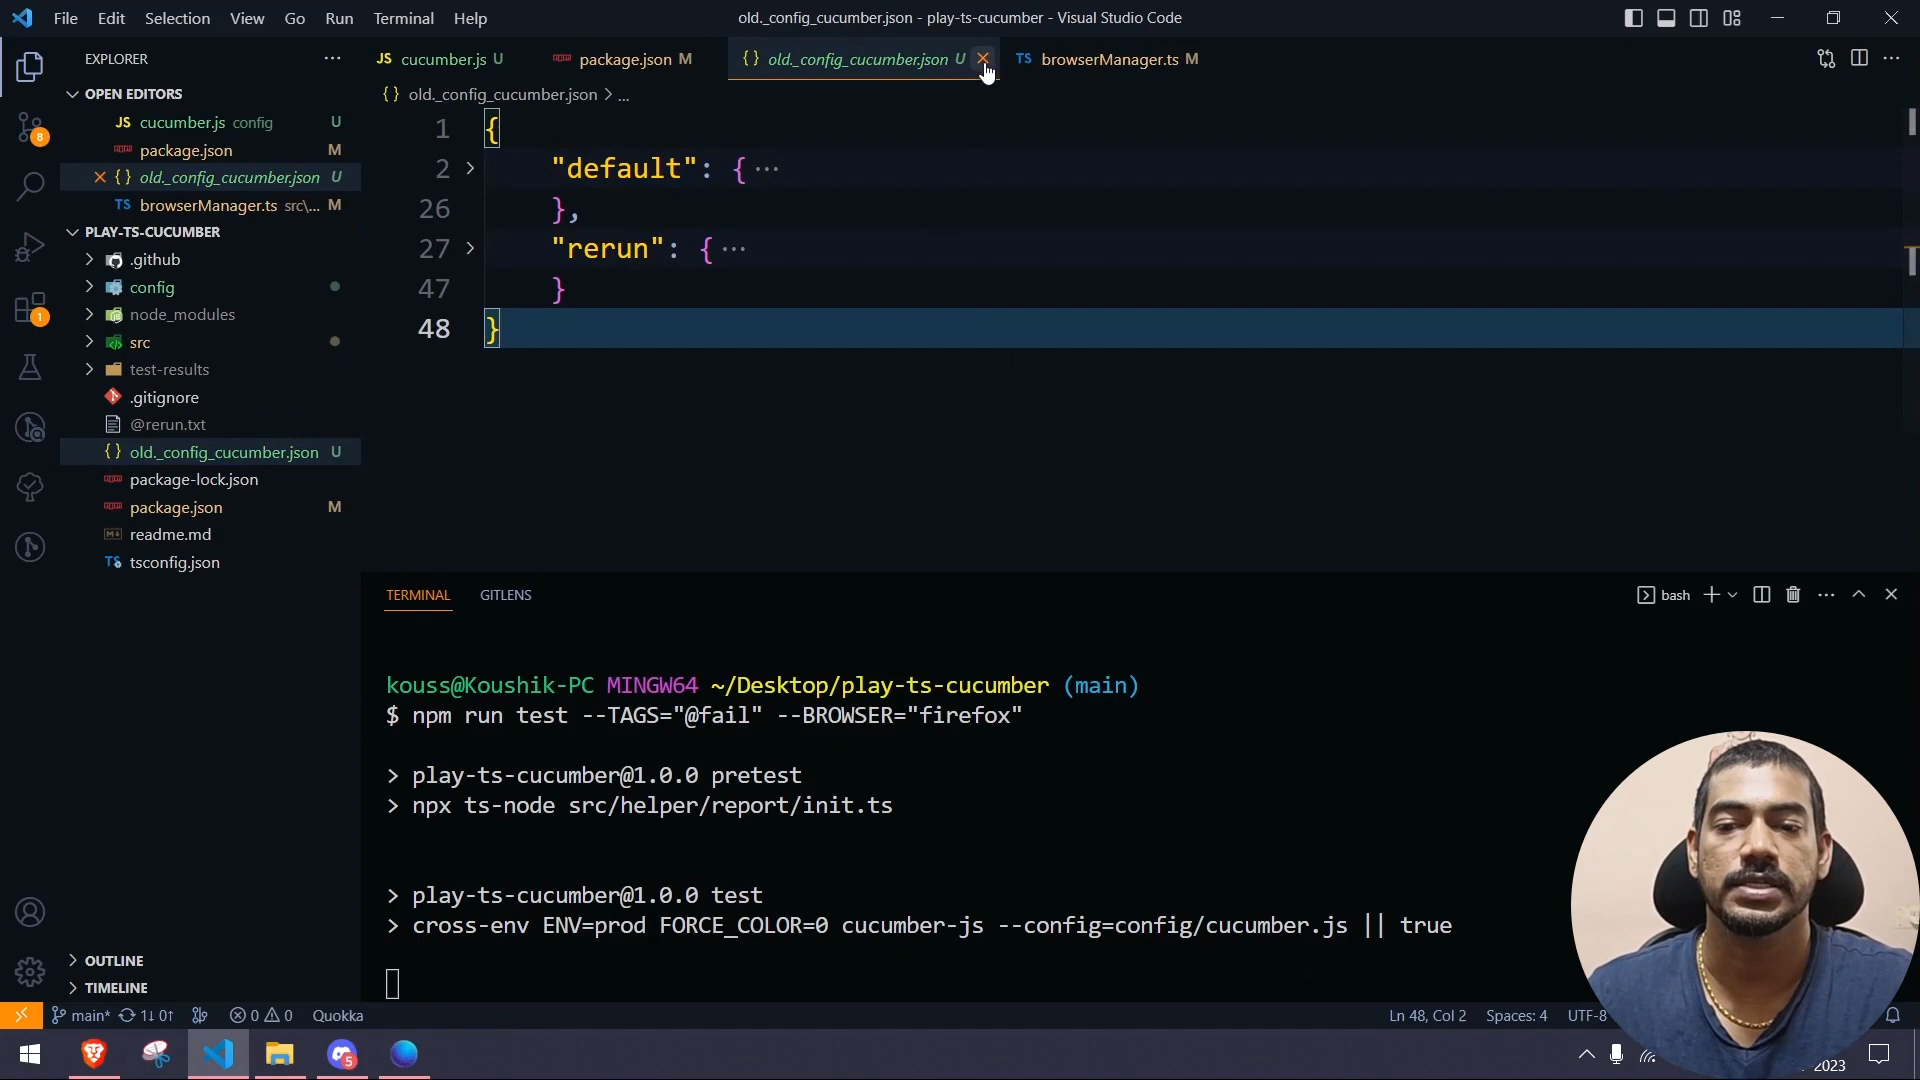 File Edit Selection View Go Run Terminal Help
old._config_cucumber.json - play-ts-cucumber - Visual Studio Code
EXPLORER
OPEN EDITORS
JS cucumber.js config U
package.json M
{} old._config_cucumber.json U
TS browserManager.ts src\... M
PLAY-TS-CUCUMBER
.github
config
node_modules
src
test-results
.gitignore
@rerun.txt
{} old._config_cucumber.json U
package-lock.json
package.json M
readme.md
TS tsconfig.json
OUTLINE
TIMELINE
8
1
JS cucumber.js U
package.json M
{} old._config_cucumber.json U
TS browserManager.ts M
{} old._config_cucumber.json > ...
1 {
2 "default": { ...
26 },
27 "rerun": { ...
47 }
48 }
TERMINAL GITLENS
bash
kouss@Koushik-PC MINGW64 ~/Desktop/play-ts-cucumber (main)
$ npm run test --TAGS="@fail" --BROWSER="firefox"
> play-ts-cucumber@1.0.0 pretest
> npx ts-node src/helper/report/init.ts
> play-ts-cucumber@1.0.0 test
> cross-env ENV=prod FORCE_COLOR=0 cucumber-js --config=config/cucumber.js || true
main* 1↓ 0↑ 0 0 Quokka
Ln 48, Col 2 Spaces: 4 UTF-8
5
2023